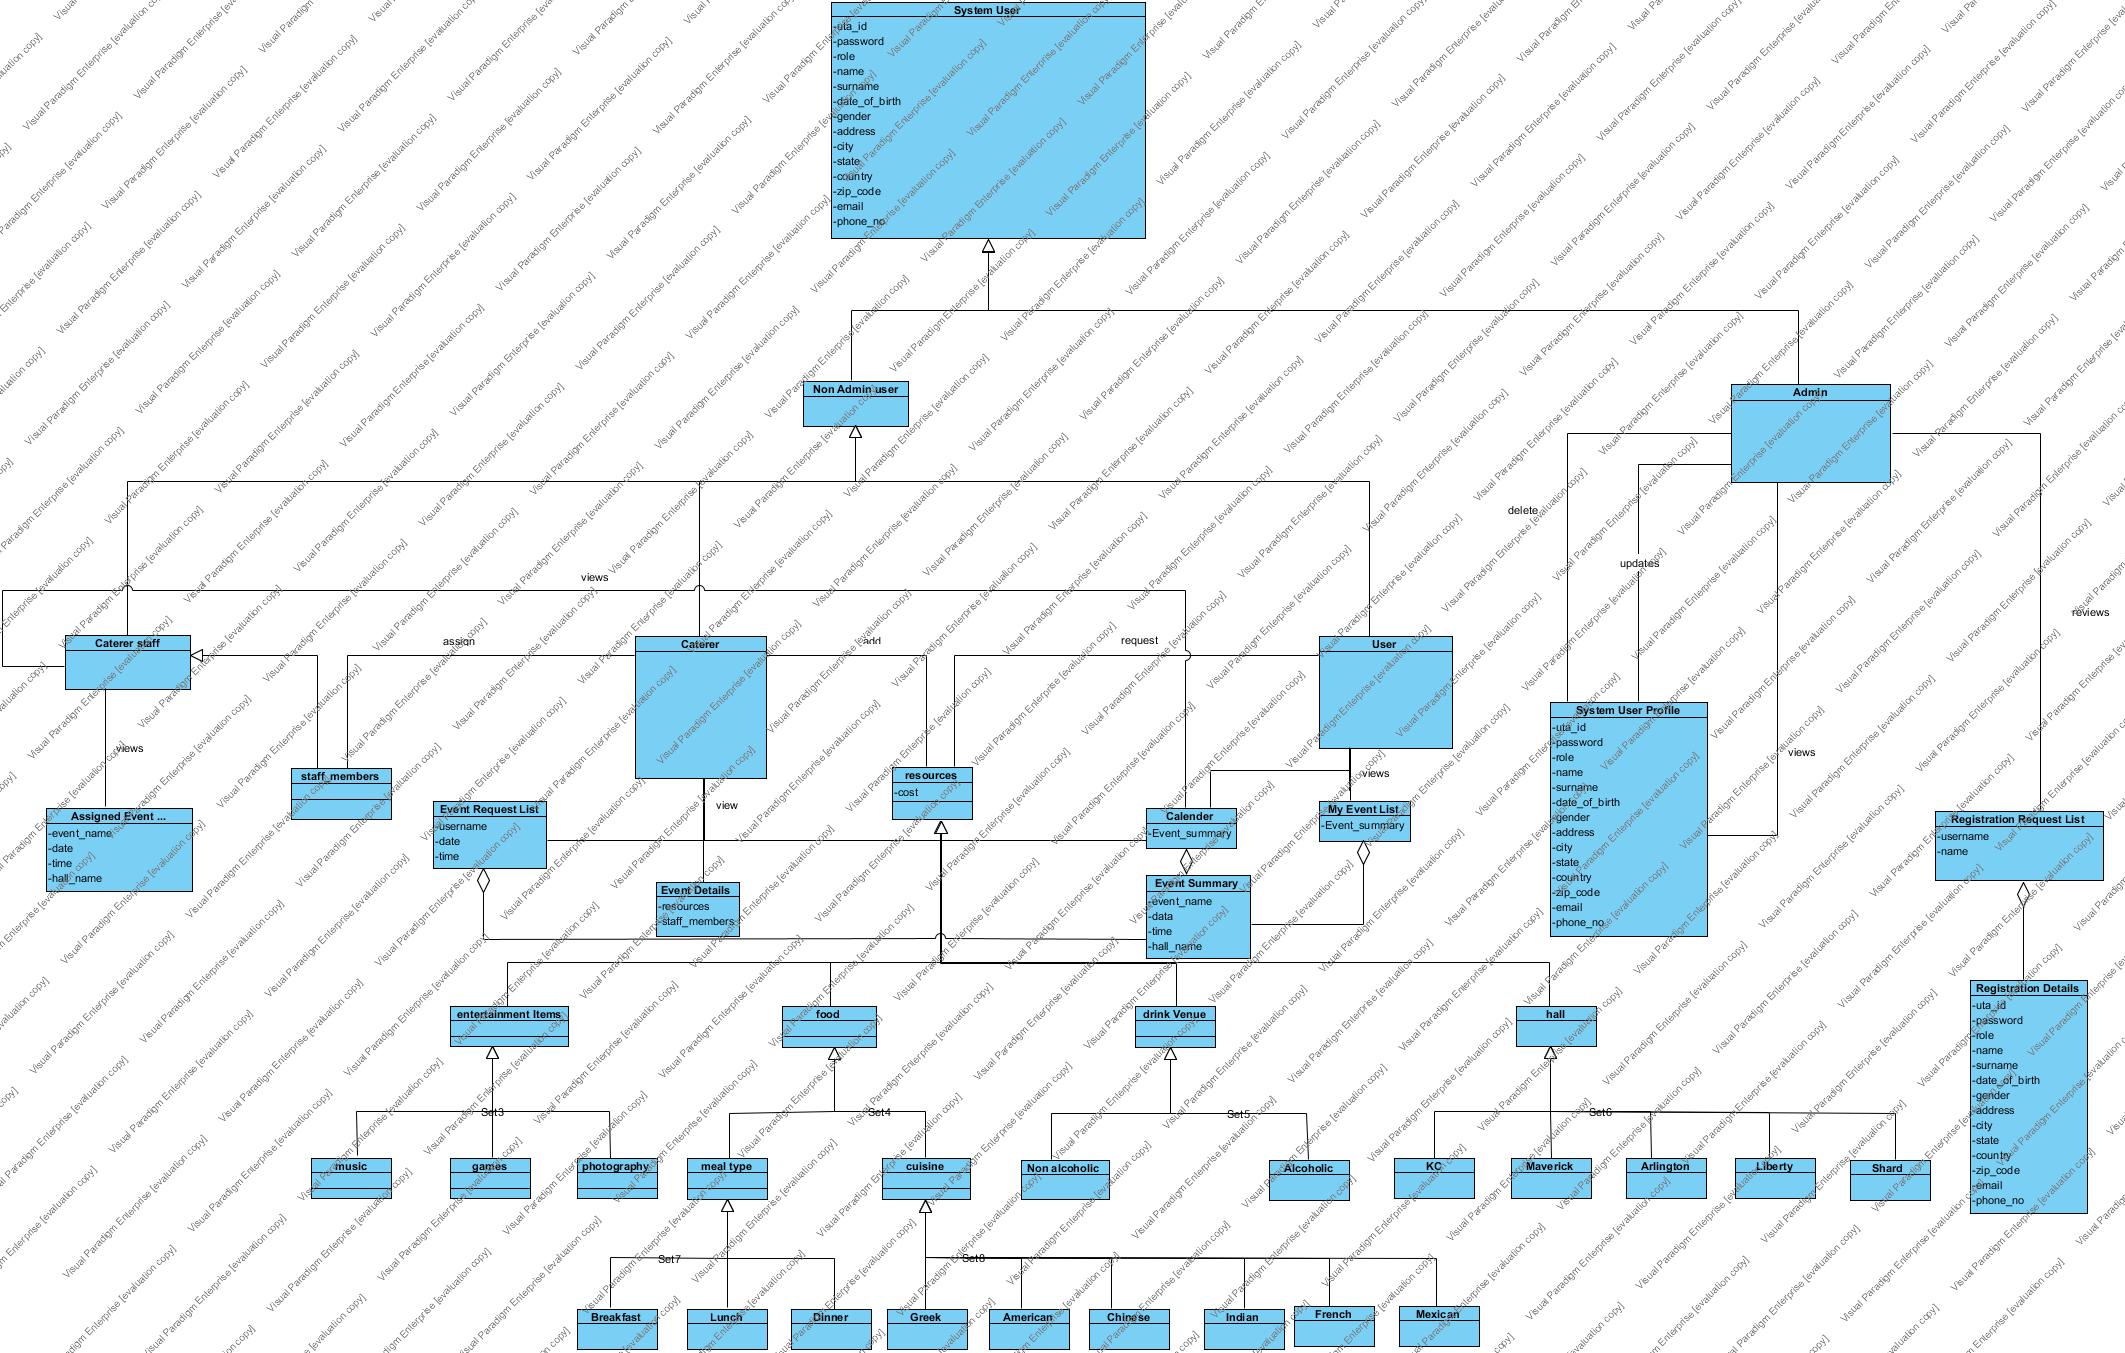 System User
-uta_id
-password
-role
-name
-surname
-date_of_birth
-gender
-address
-city
-state
-country
-zip_code
-email
-phone_no
Non Admin user
Admin
delete
updates
reviews
views
Caterer staff
assign
Caterer
add
request
User
views
staff_members
view
resources
-cost
views
views
Assigned Event ...
-event_name
-date
-time
-hall_name
Event Request List
-username
-date
-time
Event Details
-resources
-staff_members
Calender
-Event_summary
My Event List
-Event_summary
Event Summary
-event_name
-data
-time
-hall_name
System User Profile
-uta_id
-password
-role
-name
-surname
-date_of_birth
-gender
-address
-city
-state
-country
-zip_code
-email
-phone_no
Registration Request List
-username
-name
Registration Details
-uta_id
-password
-role
-name
-surname
-date_of_birth
-gender
-address
-city
-state
-country
-zip_code
-email
-phone_no
entertainment Items
food
drink Venue
hall
Set3
Set4
Set5
Set6
music
games
photography
meal type
cuisine
Non alcoholic
Alcoholic
KC
Maverick
Arlington
Liberty
Shard
Set7
Set8
Breakfast
Lunch
Dinner
Greek
American
Chinese
Indian
French
Mexican
Visual Paradigm Enterprise [evaluation copy]